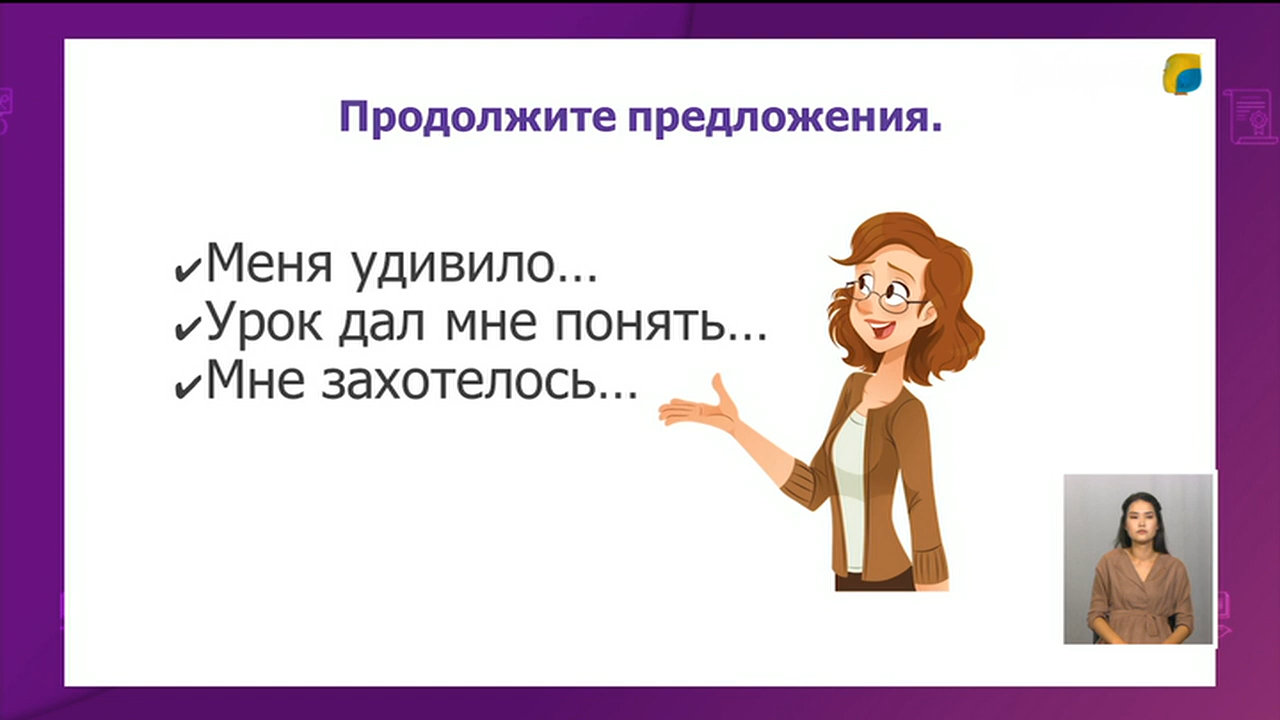 Продолжите предложения.
✔Меня удивило...
✔Урок дал мне понять...
✔Мне захотелось...